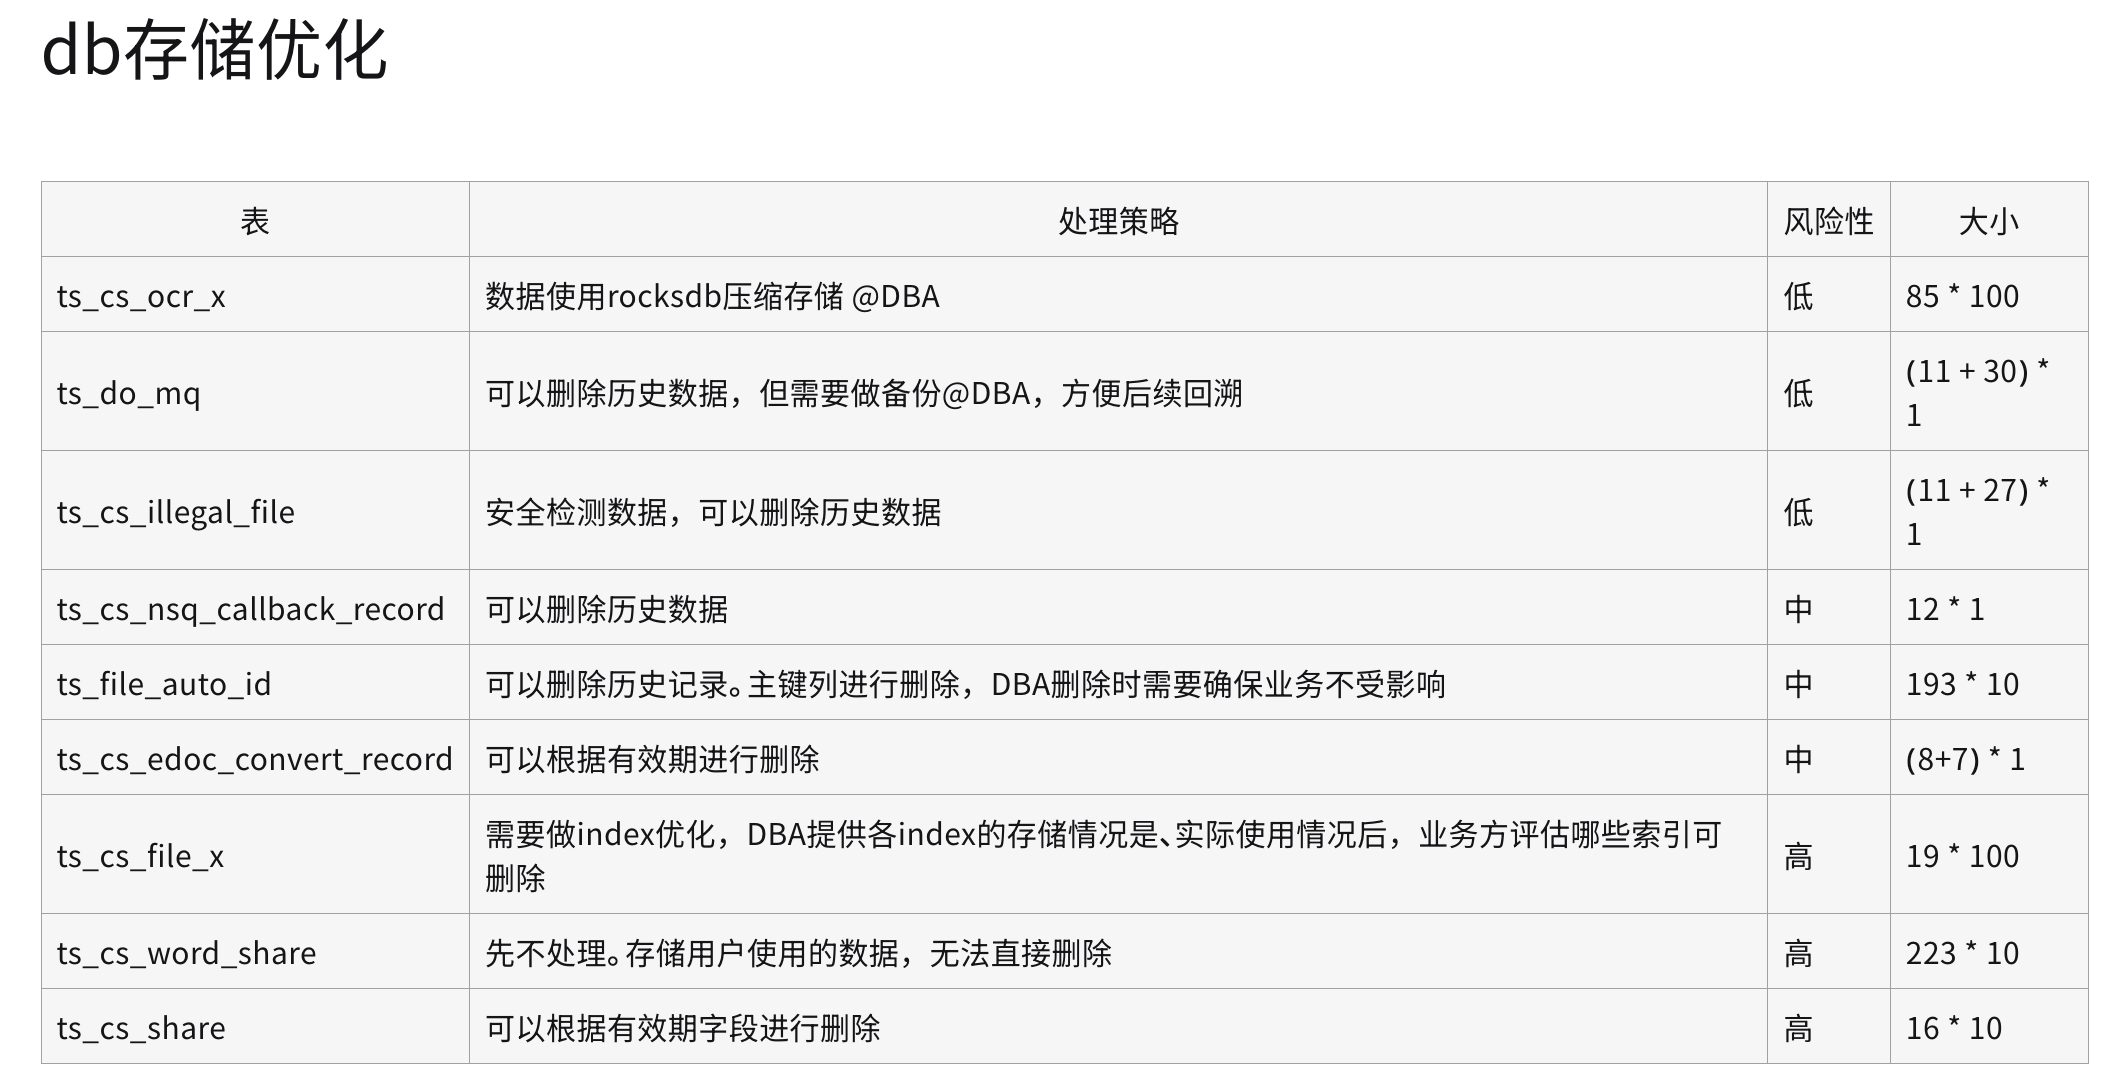 db存储优化
表 处理策略 风险性 大小
ts_cs_ocr_x 数据使用rocksdb压缩存储 @DBA 低 85 * 100
ts_do_mq 可以删除历史数据，但需要做备份@DBA，方便后续回溯 低 (11 + 30) *
1
ts_cs_illegal_file 安全检测数据，可以删除历史数据 低 (11 + 27) *
1
ts_cs_nsq_callback_record 可以删除历史数据 中 12 * 1
ts_file_auto_id 可以删除历史记录。主键列进行删除，DBA删除时需要确保业务不受影响 中 193 * 10
ts_cs_edoc_convert_record 可以根据有效期进行删除 中 (8+7) * 1
ts_cs_file_x 需要做index优化，DBA提供各index的存储情况是、实际使用情况后，业务方评估哪些索引可
删除 高 19 * 100
ts_cs_word_share 先不处理。存储用户使用的数据，无法直接删除 高 223 * 10
ts_cs_share 可以根据有效期字段进行删除 高 16 * 10